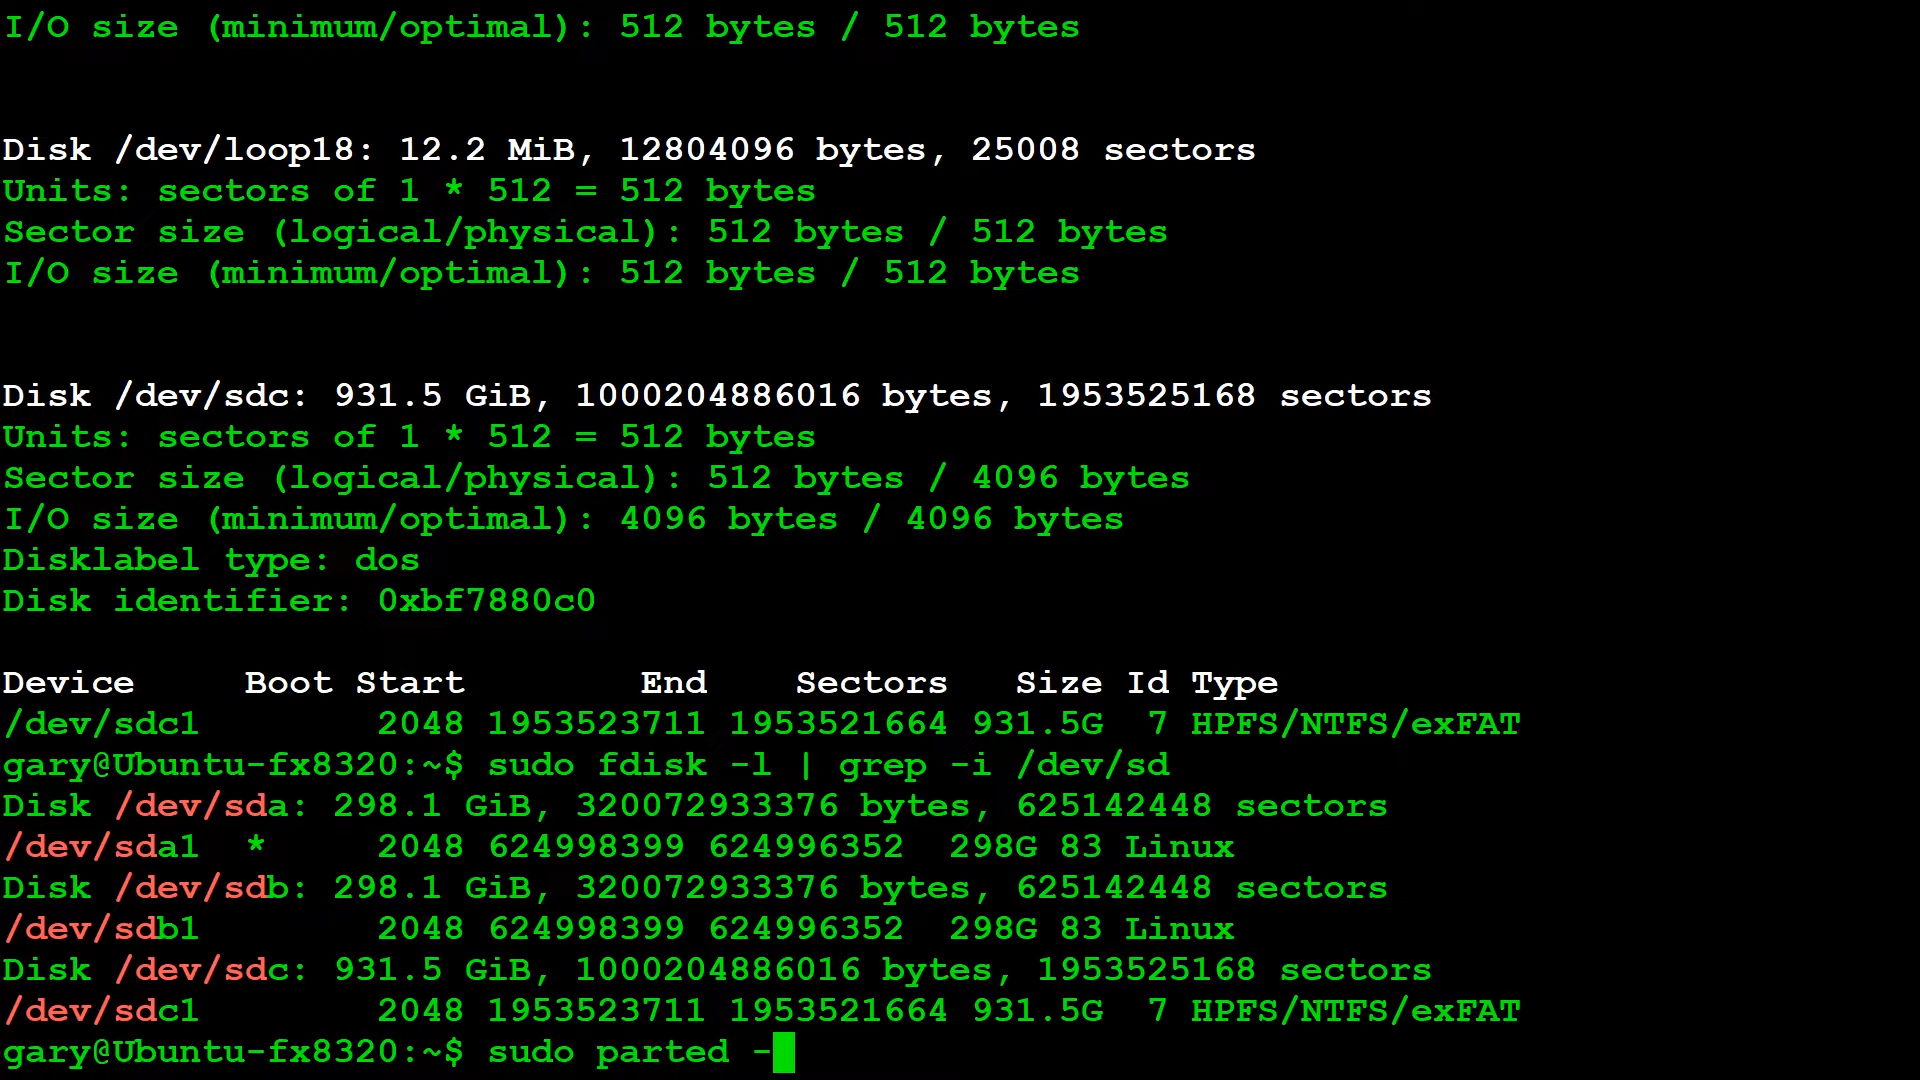 I/O size (minimum/optimal): 512 bytes / 512 bytes
Disk /dev/loop18: 12.2 MiB, 12804096 bytes, 25008 sectors
Units: sectors of 1 * 512 = 512 bytes
Sector size (logical/physical): 512 bytes / 512 bytes
I/O size (minimum/optimal): 512 bytes / 512 bytes
Disk /dev/sdc: 931.5 GiB, 1000204886016 bytes, 1953525168 sectors
Units: sectors of 1 * 512 = 512 bytes
Sector size (logical/physical): 512 bytes / 4096 bytes
I/O size (minimum/optimal): 4096 bytes / 4096 bytes
Disklabel type: dos
Disk identifier: 0xbf7880c0
Device     Boot Start        End    Sectors   Size Id Type
/dev/sdc1        2048 1953523711 1953521664 931.5G  7 HPFS/NTFS/exFAT
gary@Ubuntu-fx8320:~$ sudo fdisk -l | grep -i /dev/sd
Disk /dev/sda: 298.1 GiB, 320072933376 bytes, 625142448 sectors
/dev/sda1  *     2048 624998399 624996352  298G 83 Linux
Disk /dev/sdb: 298.1 GiB, 320072933376 bytes, 625142448 sectors
/dev/sdb1        2048 624998399 624996352  298G 83 Linux
Disk /dev/sdc: 931.5 GiB, 1000204886016 bytes, 1953525168 sectors
/dev/sdc1        2048 1953523711 1953521664 931.5G  7 HPFS/NTFS/exFAT
gary@Ubuntu-fx8320:~$ sudo parted -